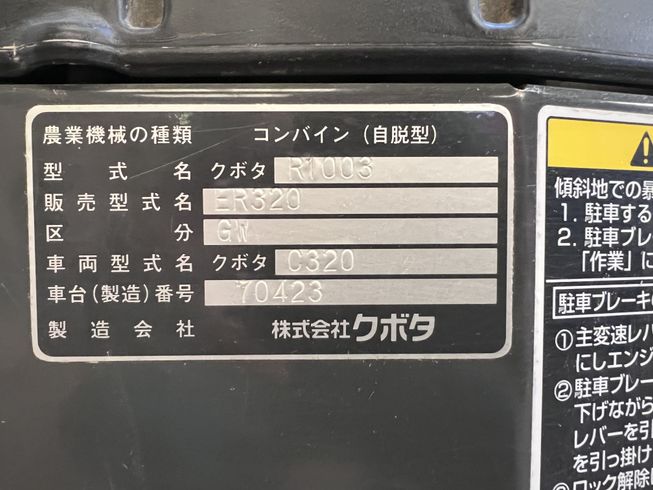 農業機械の種類 コンバイン（自脱型）
型式名 クボタ R1003
販売型式名 ER320
区分 GW
車両型式名 クボタ C320
車台(製造)番号 70423
製造会社 株式会社クボタ
傾斜地での暴
1. 駐車する
2. 駐車ブレー
「作業」に
駐車ブレーキの
①主変速レバ
にしエンジ
②駐車ブレー
下げながら
レバーを引
を引っ掛け
ロック解除